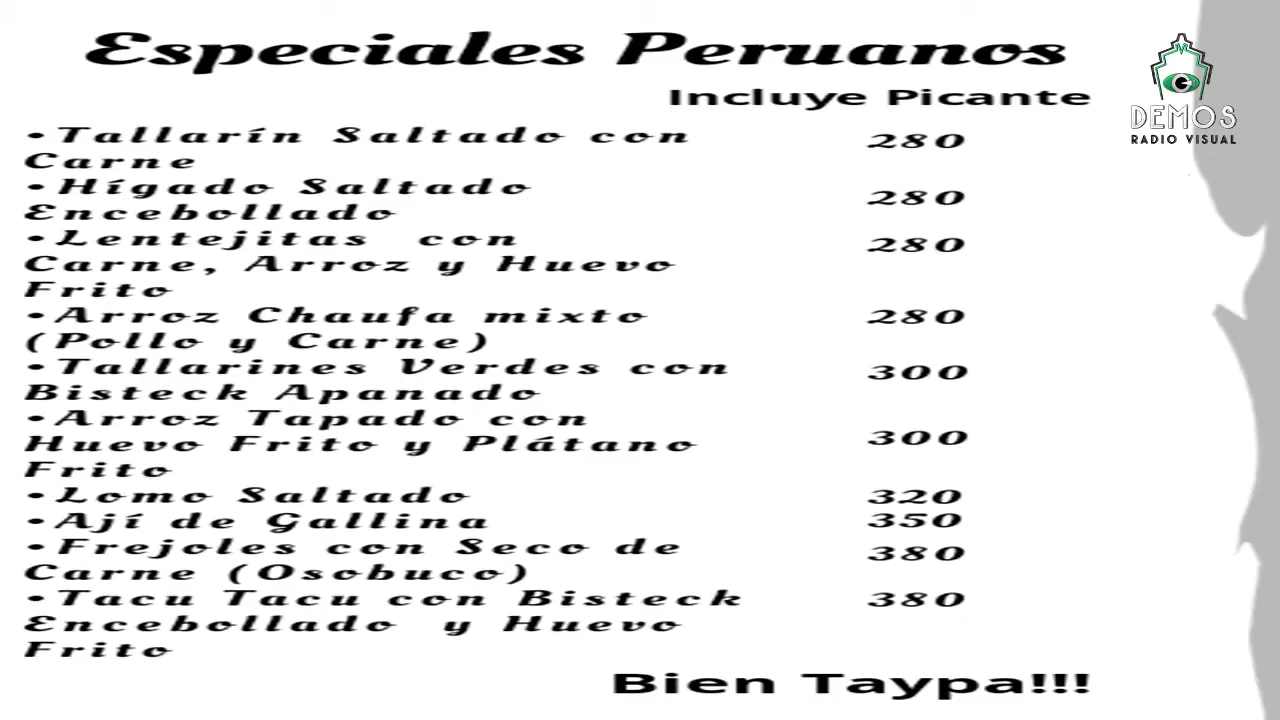 Especiales Peruanos
Incluye Picante
DEMOS
RADIO VISUAL
•Tallarín Saltado con 280
Carne
•Hígado Saltado 280
Encebollado
•Lentejitas con 280
Carne, Arroz y Huevo
Frito
•Arroz Chaufa mixto 280
(Pollo y Carne)
•Tallarines Verdes con 300
Bisteck Apanado
•Arroz Tapado con
Huevo Frito y Plátano 300
Frito
•Lomo Saltado 320
•Ají de Gallina 350
•Frejoles con Seco de 380
Carne (Osobuco)
•Tacu Tacu con Bisteck 380
Encebollado y Huevo
Frito
Bien Taypa!!!